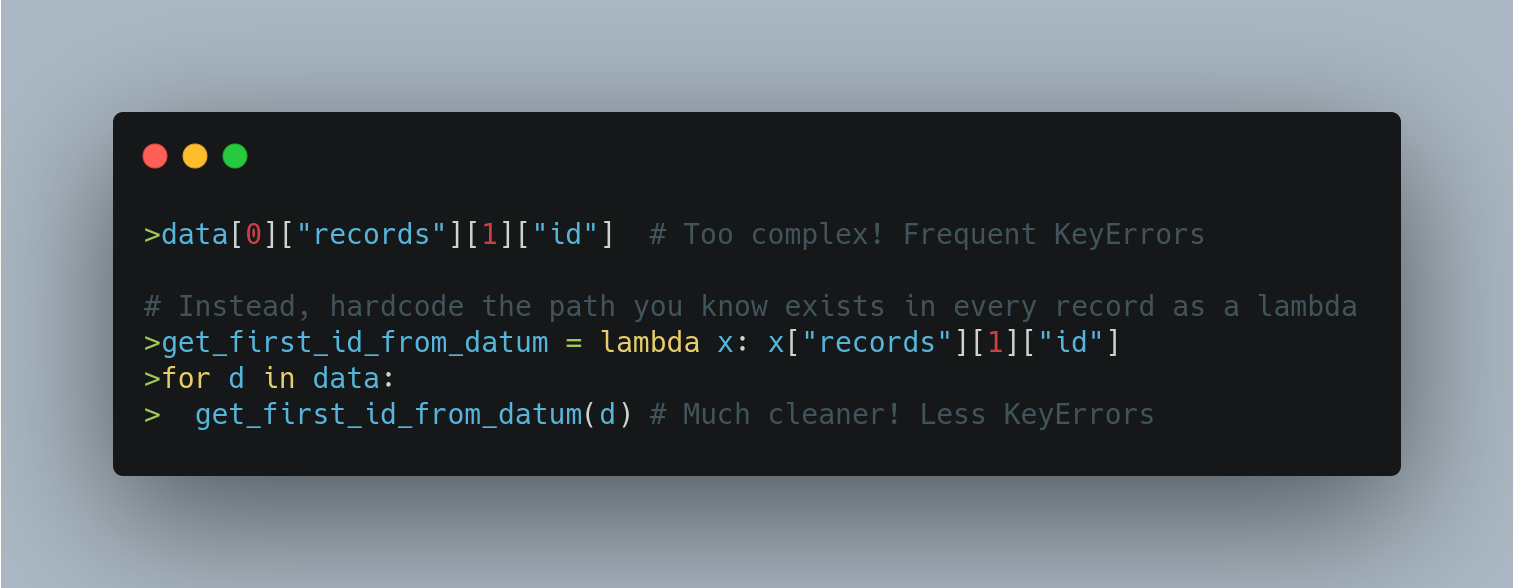 >data[0]["records"][1]["id"]  # Too complex! Frequent KeyErrors
# Instead, hardcode the path you know exists in every record as a lambda
>get_first_id_from_datum = lambda x: x["records"][1]["id"]
>for d in data:
>  get_first_id_from_datum(d) # Much cleaner! Less KeyErrors